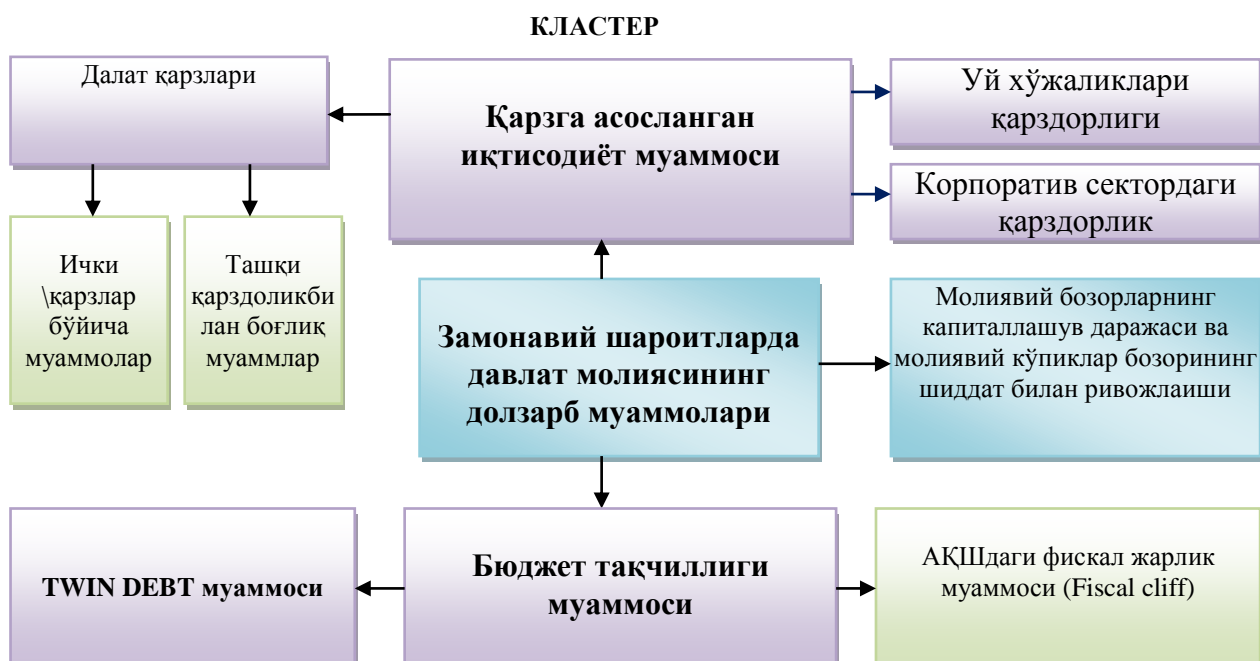 КЛАСТЕР
Далат қарзлари
Қарзга асосланган
иқтисодиёт муаммоси
Уй хўжаликлари
қарздорлиги
Корпоратив сектордаги
қарздорлик
Ички
\қарзлар
бўйича
муаммолар
Ташқи
қарздоликби
лан боғлиқ
муаммлар
Замонавий шароитларда
давлат молиясининг
долзарб муаммолари
Молиявий бозорларнинг
капиталлашув даражаси ва
молиявий кўпиклар бозорининг
шиддат билан ривожлаиши
TWIN DEBT муаммоси
Бюджет тақчиллиги
муаммоси
АҚШдаги фискал жарлик
муаммоси (Fiscal cliff)